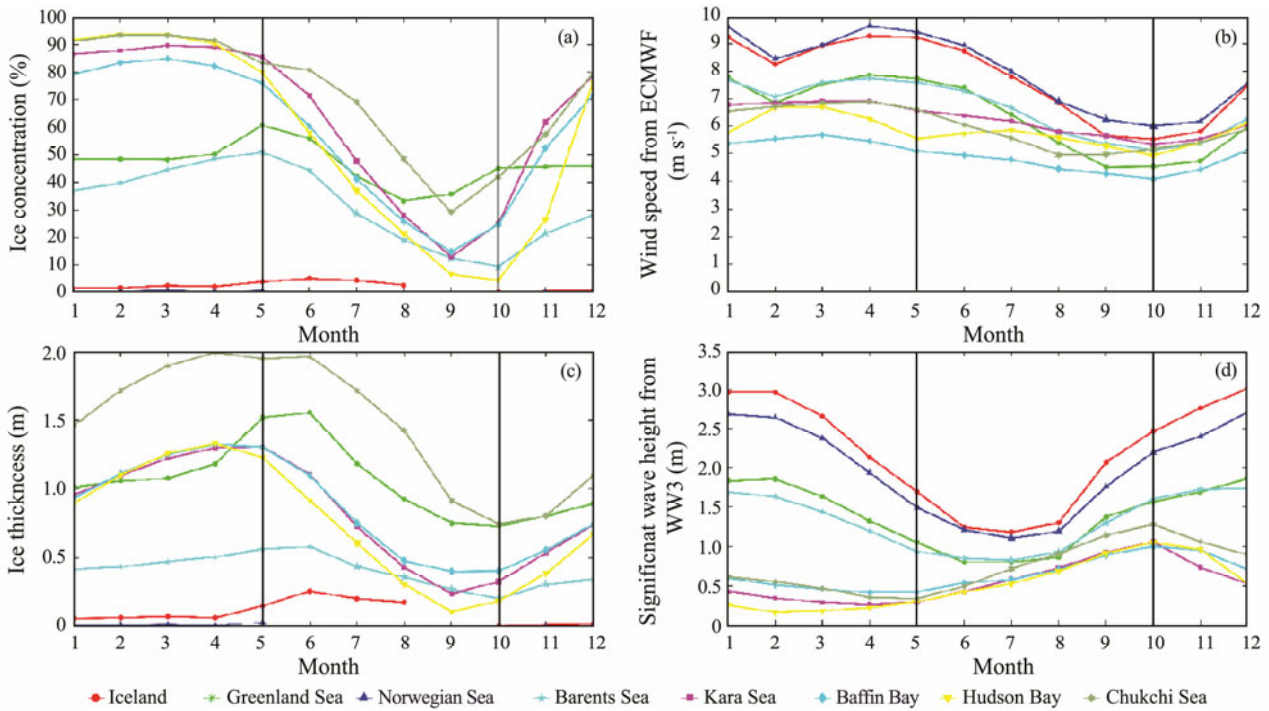 100
90
80
70
60
50
40
30
20
10
0
Ice concentration (%)
(a)
1 2 3 4 5 6 7 8 9 10 11 12
Month
10
9
8
7
6
5
4
3
2
1
0
Wind speed from ECMWF
(m s⁻¹)
(b)
1 2 3 4 5 6 7 8 9 10 11 12
Month
2.0
1.5
1.0
0.5
0
Ice thickness (m)
(c)
1 2 3 4 5 6 7 8 9 10 11 12
Month
3.5
3.0
2.5
2.0
1.5
1.0
0.5
0
Significnat wave height from
WW3 (m)
(d)
1 2 3 4 5 6 7 8 9 10 11 12
Month
Iceland Greenland Sea Norwegian Sea Barents Sea Kara Sea Baffin Bay Hudson Bay Chukchi Sea